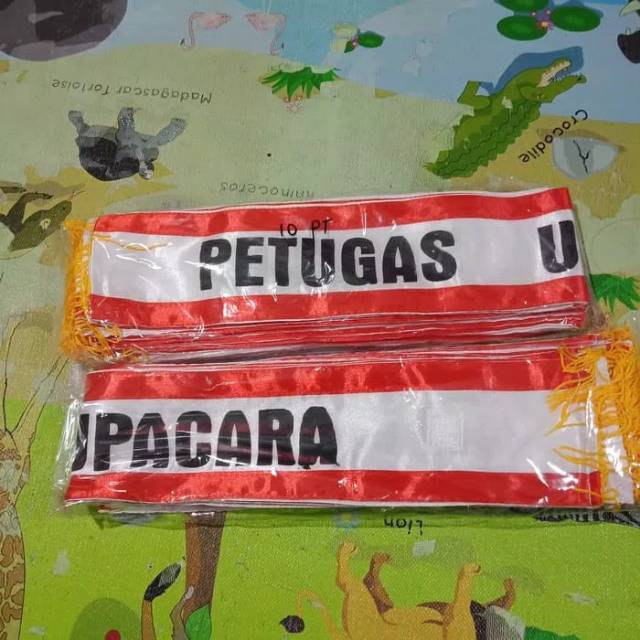 Madagascar Tortoise
Crocodile
Rhinoceros
10 PT
PETUGAS U
UPACARA
Lion